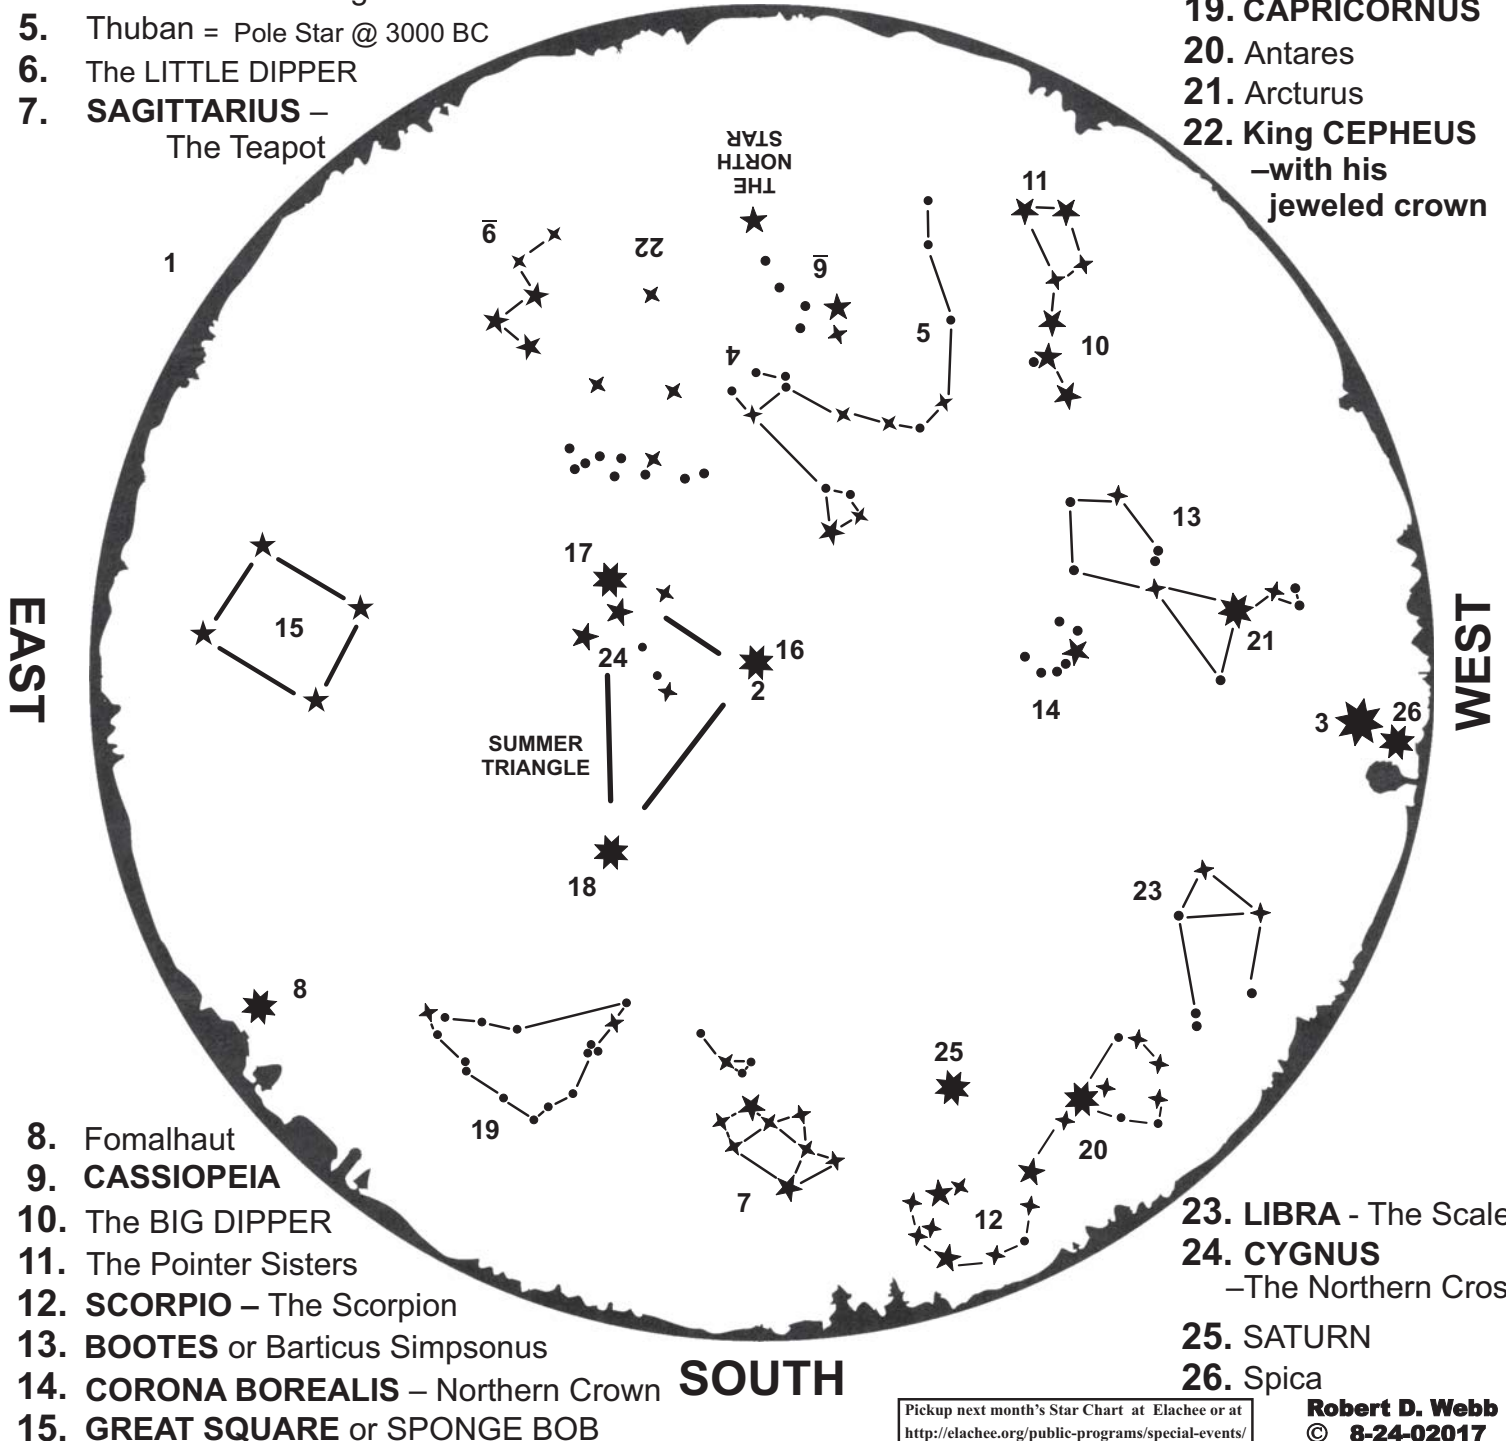 5. Thuban = Pole Star @ 3000 BC
6. The LITTLE DIPPER
7. SAGITTARIUS –
The Teapot
19. CAPRICORNUS
20. Antares
21. Arcturus
22. King CEPHEUS
–with his
jeweled crown
THE
NORTH
STAR
11
1
9
22
6
5
4
10
13
17
15
24
16
2
21
14
3
26
SUMMER
TRIANGLE
18
23
8
25
19
20
7
12
EAST
WEST
SOUTH
8. Fomalhaut
9. CASSIOPEIA
10. The BIG DIPPER
11. The Pointer Sisters
12. SCORPIO – The Scorpion
13. BOOTES or Barticus Simpsonus
14. CORONA BOREALIS – Northern Crown
15. GREAT SQUARE or SPONGE BOB
23. LIBRA - The Scale
24. CYGNUS
–The Northern Cros
25. SATURN
26. Spica
Pickup next month's Star Chart at Elachee or at
http://elachee.org/public-programs/special-events/
Robert D. Webb
© 8-24-02017